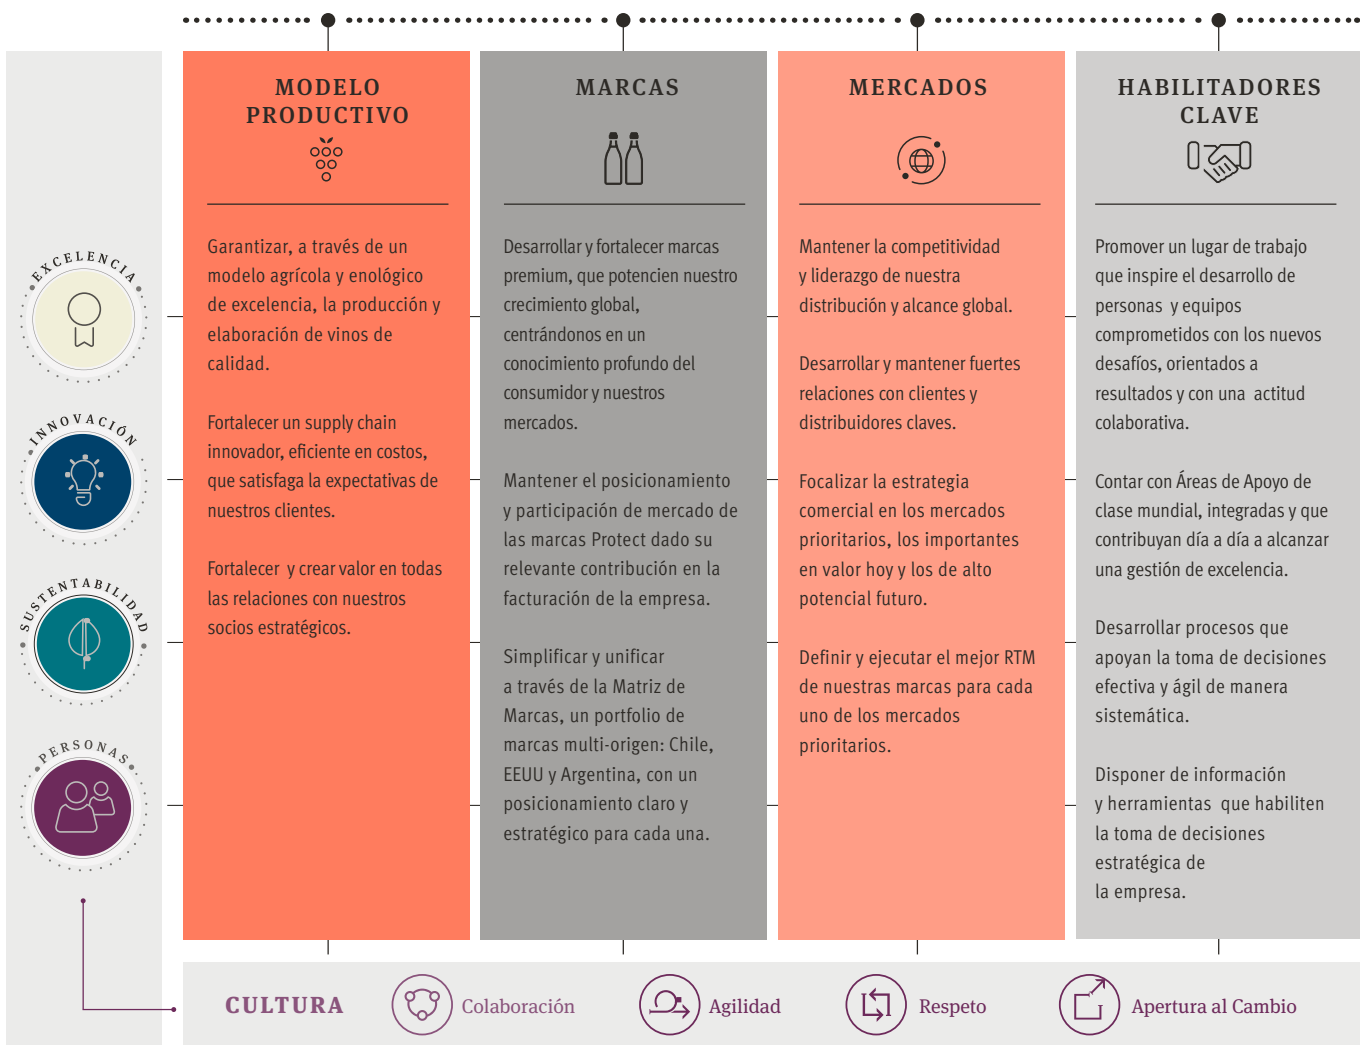 EXCELENCIA
INNOVACIÓN
SUSTENTABILIDAD
PERSONAS
MODELO
PRODUCTIVO
Garantizar, a través de un
modelo agrícola y enológico
de excelencia, la producción y
elaboración de vinos de
calidad.
Fortalecer un supply chain
innovador, eficiente en costos,
que satisfaga la expectativas de
nuestros clientes.
Fortalecer y crear valor en todas
las relaciones con nuestros
socios estratégicos.
MARCAS
Desarrollar y fortalecer marcas
premium, que potencien nuestro
crecimiento global,
centrándonos en un
conocimiento profundo del
consumidor y nuestros
mercados.
Mantener el posicionamiento
y participación de mercado de
las marcas Protect dado su
relevante contribución en la
facturación de la empresa.
Simplificar y unificar
a través de la Matriz de
Marcas, un portfolio de
marcas multi-origen: Chile,
EEUU y Argentina, con un
posicionamiento claro y
estratégico para cada una.
MERCADOS
Mantener la competitividad
y liderazgo de nuestra
distribución y alcance global.
Desarrollar y mantener fuertes
relaciones con clientes y
distribuidores claves.
Focalizar la estrategia
comercial en los mercados
prioritarios, los importantes
en valor hoy y los de alto
potencial futuro.
Definir y ejecutar el mejor RTM
de nuestras marcas para cada
uno de los mercados
prioritarios.
HABILITADORES
CLAVE
Promover un lugar de trabajo
que inspire el desarrollo de
personas y equipos
comprometidos con los nuevos
desafíos, orientados a
resultados y con una actitud
colaborativa.
Contar con Áreas de Apoyo de
clase mundial, integradas y que
contribuyan día a día a alcanzar
una gestión de excelencia.
Desarrollar procesos que
apoyan la toma de decisiones
efectiva y ágil de manera
sistemática.
Disponer de información
y herramientas que habiliten
la toma de decisiones
estratégica de
la empresa.
CULTURA
Colaboración
Agilidad
Respeto
Apertura al Cambio